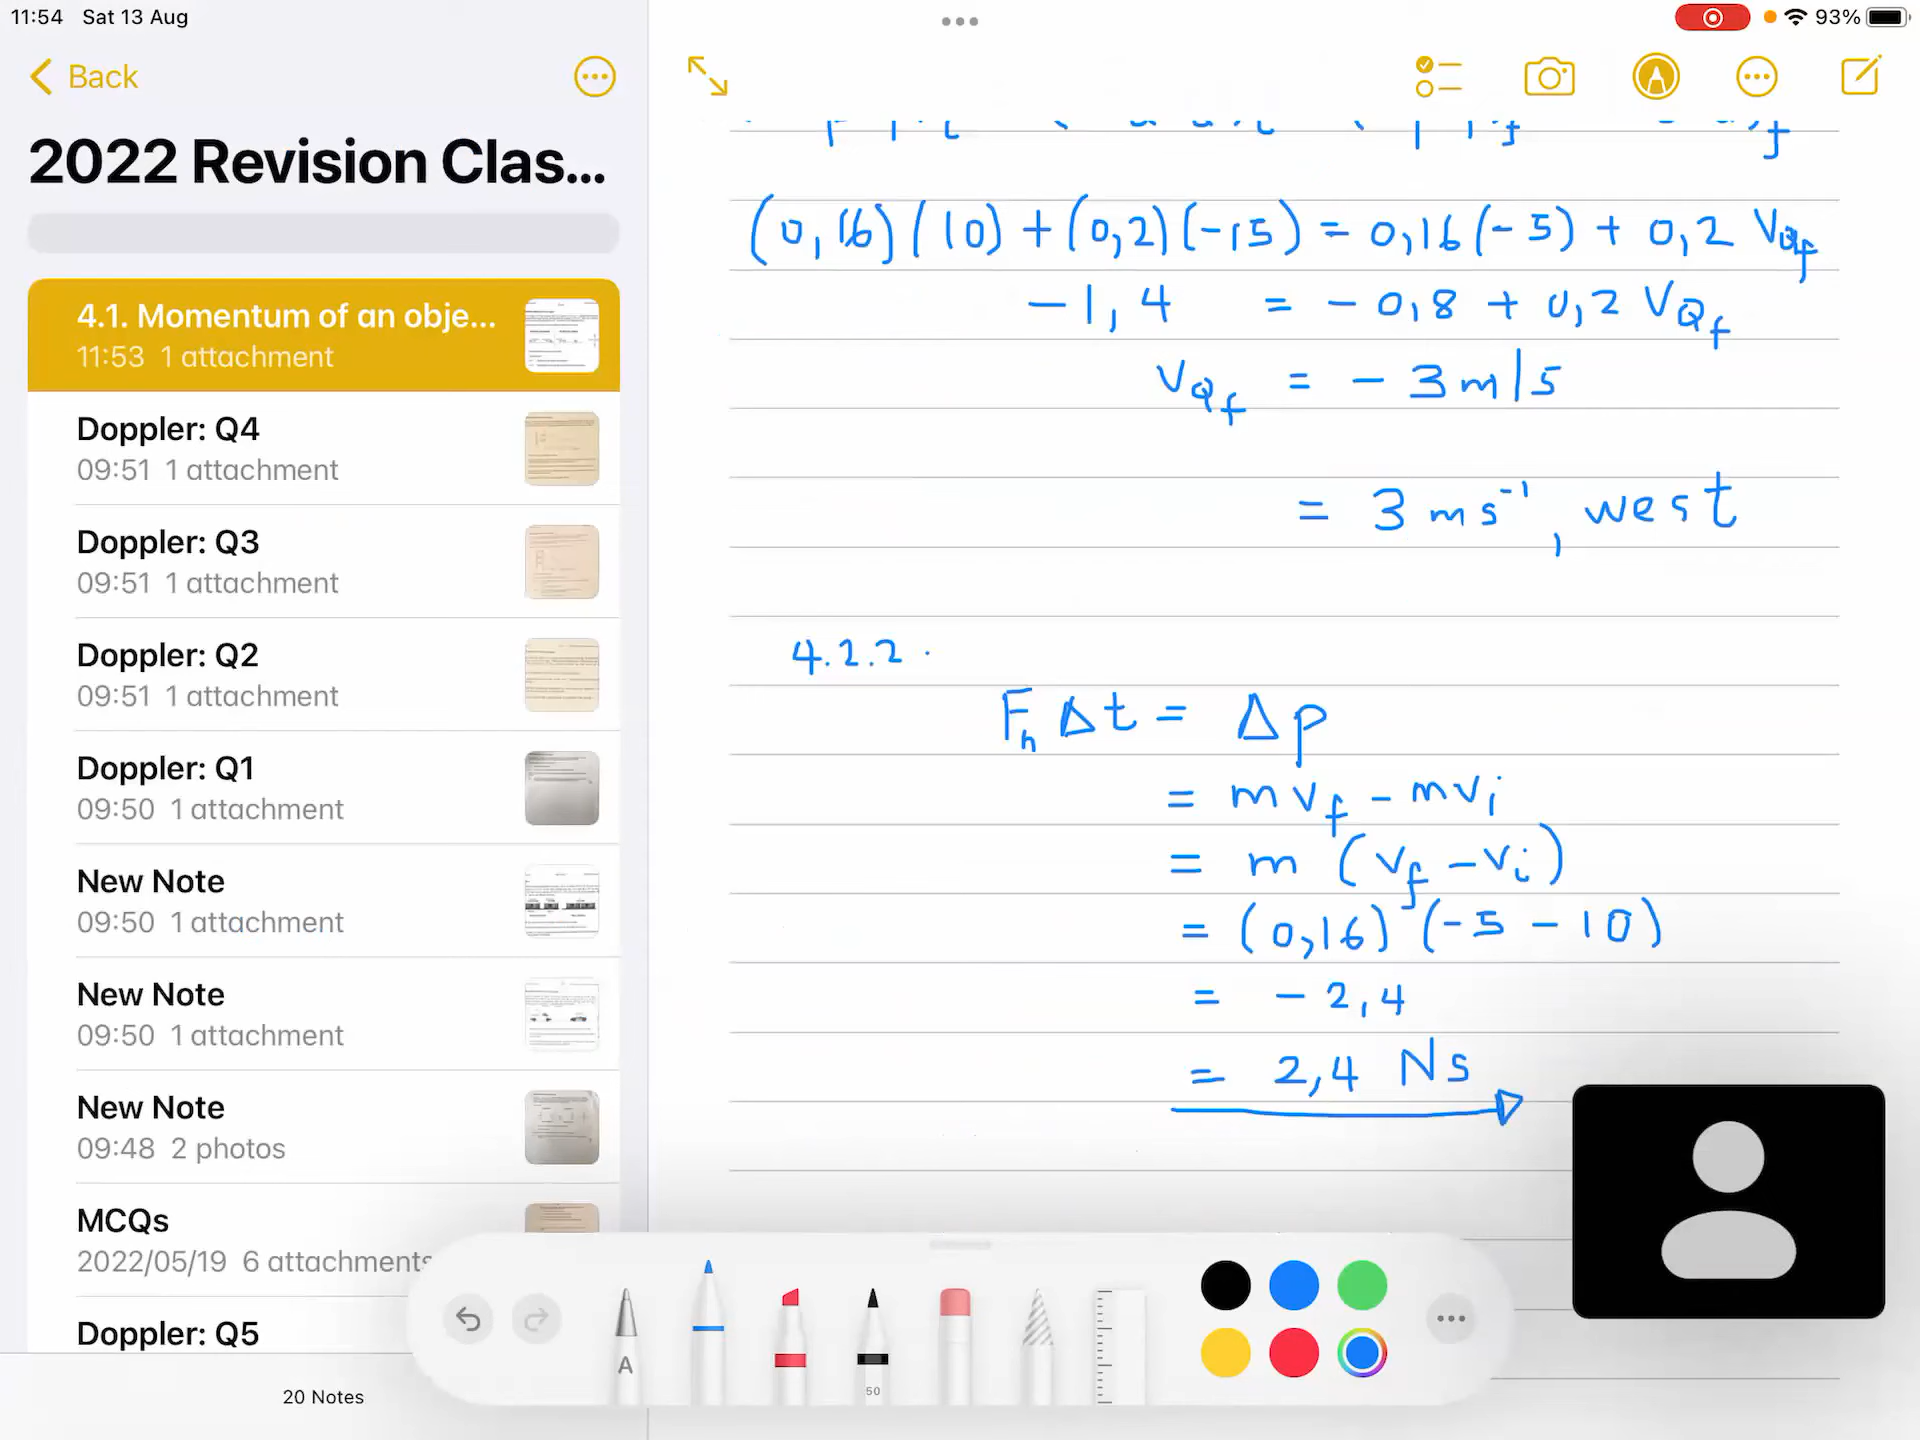 11:54 Sat 13 Aug
93%
Back
2022 Revision Clas...
4.1. Momentum of an obje...
11:53 1 attachment
Doppler: Q4
09:51 1 attachment
Doppler: Q3
09:51 1 attachment
Doppler: Q2
09:51 1 attachment
Doppler: Q1
09:50 1 attachment
New Note
09:50 1 attachment
New Note
09:50 1 attachment
New Note
09:48 2 photos
MCQs
2022/05/19 6 attachments
Doppler: Q5
20 Notes
(0,16)(10) + (0,2)(-15) = 0,16(-5) + 0,2 VQf
-1,4 = -0,8 + 0,2 VQf
VQf = - 3 m/s
= 3 ms⁻¹, west
4.2.2.
Fn Δt = Δp
= mvf - mvi
= m (vf - vi)
= (0,16) (-5 - 10)
= - 2,4
= 2,4 Ns
A
50